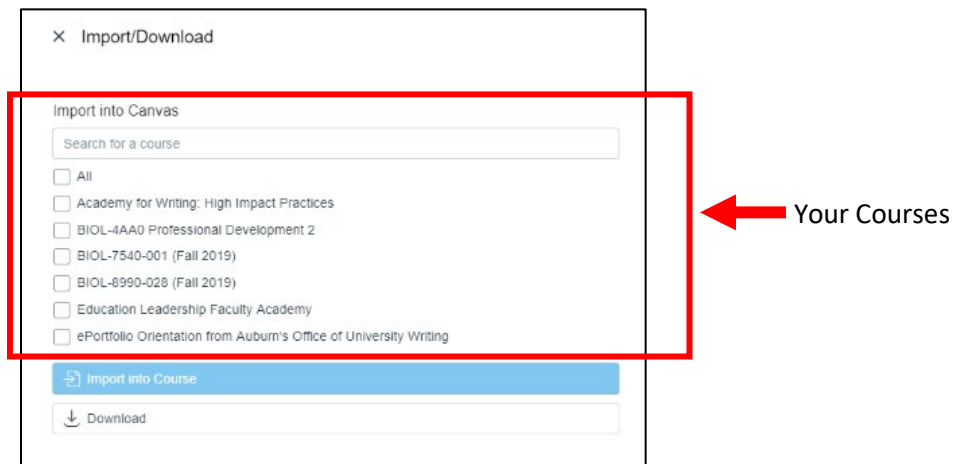 × Import/Download
Import into Canvas
Search for a course
All
Academy for Writing: High Impact Practices
BIOL-4AA0 Professional Development 2
BIOL-7540-001 (Fall 2019)
BIOL-8990-028 (Fall 2019)
Education Leadership Faculty Academy
ePortfolio Orientation from Auburn's Office of University Writing
Import into Course
Download
Your Courses